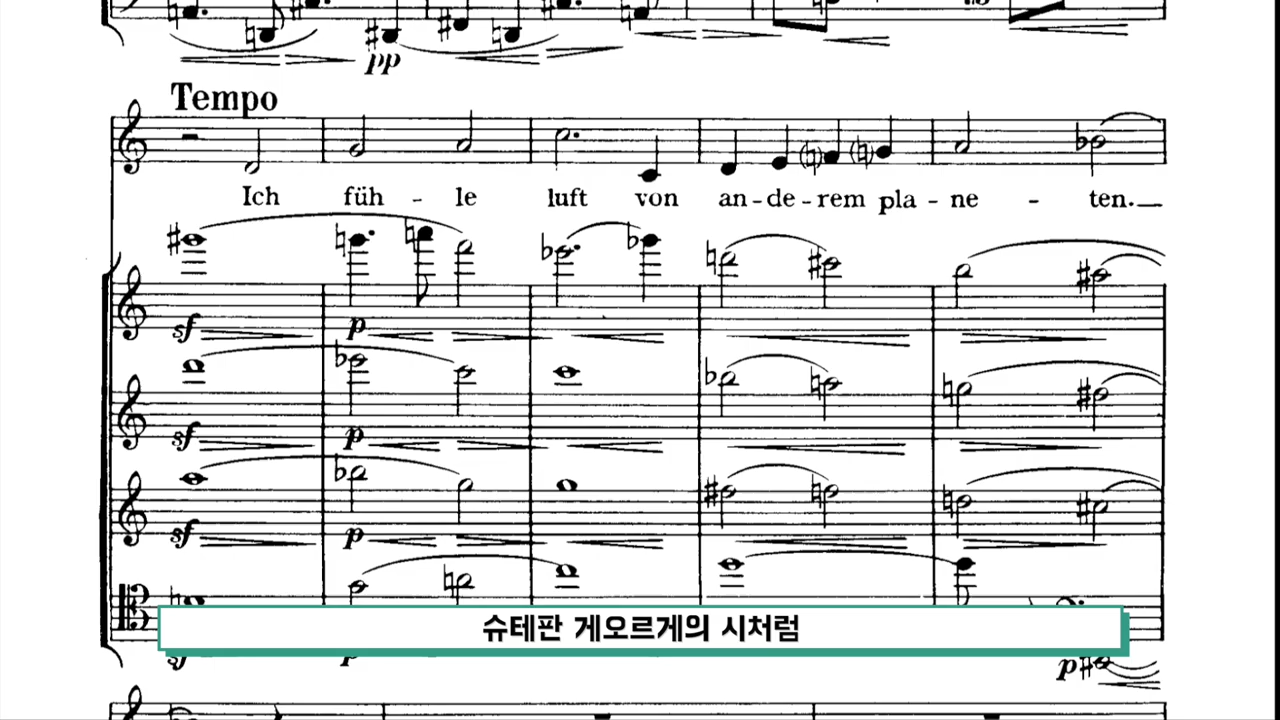 pp
Tempo
Ich füh - le luft von an - de - rem pla - ne - ten.
sf p
sf p
sf p
슈테판 게오르게의 시처럼
sf p p